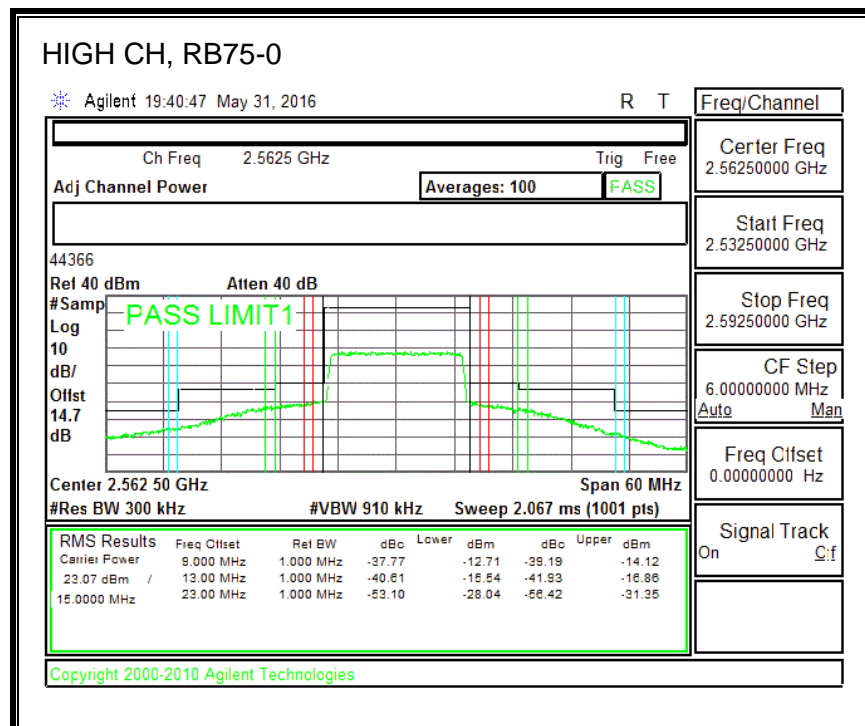 HIGH CH, RB75-0
Agilent 19:40:47 May 31, 2016 R T
Freq/Channel
Ch Freq 2.5625 GHz Trig Free
Adj Channel Power Averages: 100 PASS
44366
Ref 40 dBm Atten 40 dB
#Samp
Log
10
dB/
Offst
14.7
dB
PASS LIMIT1
Center 2.562 50 GHz Span 60 MHz
#Res BW 300 kHz #VBW 910 kHz Sweep 2.067 ms (1001 pts)
RMS Results Freq Offset Ref BW dBc Lower dBm dBc Upper dBm
Carrier Power 9.000 MHz 1.000 MHz -37.77 -12.71 -39.19 -14.12
23.07 dBm / 13.00 MHz 1.000 MHz -40.61 -15.54 -41.93 -16.86
15.0000 MHz 23.00 MHz 1.000 MHz -53.10 -28.04 -56.42 -31.35
Center Freq
2.56250000 GHz
Start Freq
2.53250000 GHz
Stop Freq
2.59250000 GHz
CF Step
6.00000000 MHz
Auto Man
Freq Offset
0.00000000 Hz
Signal Track
On Off
Copyright 2000-2010 Agilent Technologies